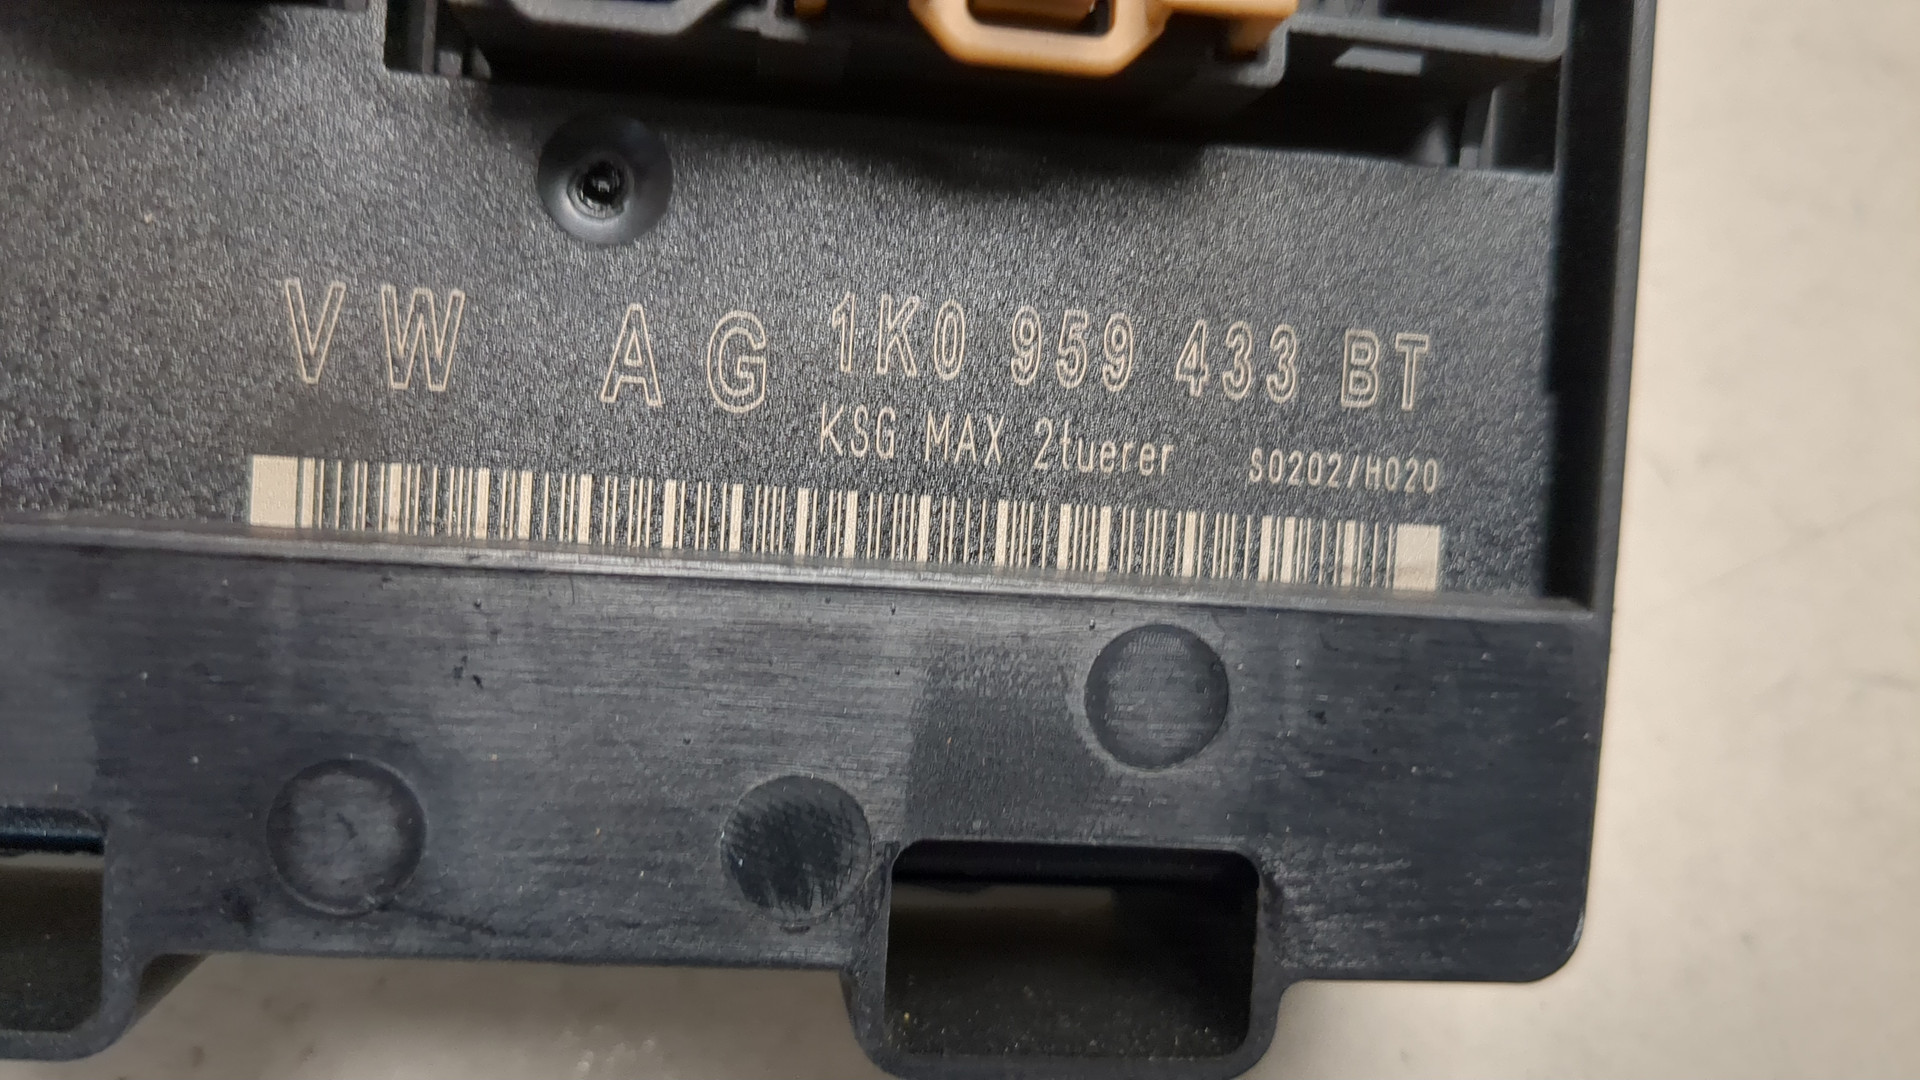 VW AG 1K0 959 433 BT
KSG MAX 2tuerer S0202/H020